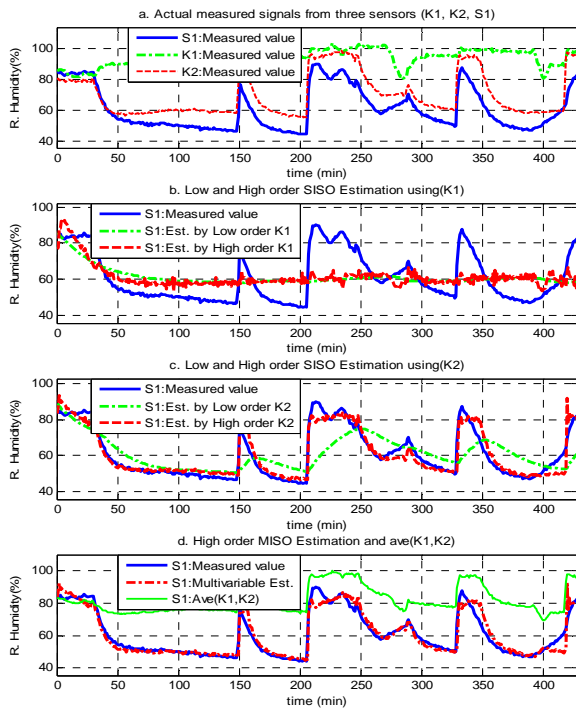 a. Actual measured signals from three sensors (K1, K2, S1)
100
80
60
40
R. Humidity(%)
S1:Measured value
K1:Measured value
K2:Measured value
0 50 100 150 200 250 300 350 400
time (min)
b. Low and High order SISO Estimation using(K1)
100
80
60
40
R. Humidity(%)
S1:Measured value
S1:Est. by Low order K1
S1:Est. by High order K1
0 50 100 150 200 250 300 350 400
time (min)
c. Low and High order SISO Estimation using(K2)
100
80
60
40
R. Humidity(%)
S1:Measured value
S1:Est. by Low order K2
S1:Est. by High order K2
0 50 100 150 200 250 300 350 400
time (min)
d. High order MISO Estimation and ave(K1,K2)
100
80
60
40
R. Humidity(%)
S1:Measured value
S1:Multivariable Est.
S1:Ave(K1,K2)
0 50 100 150 200 250 300 350 400
time (min)